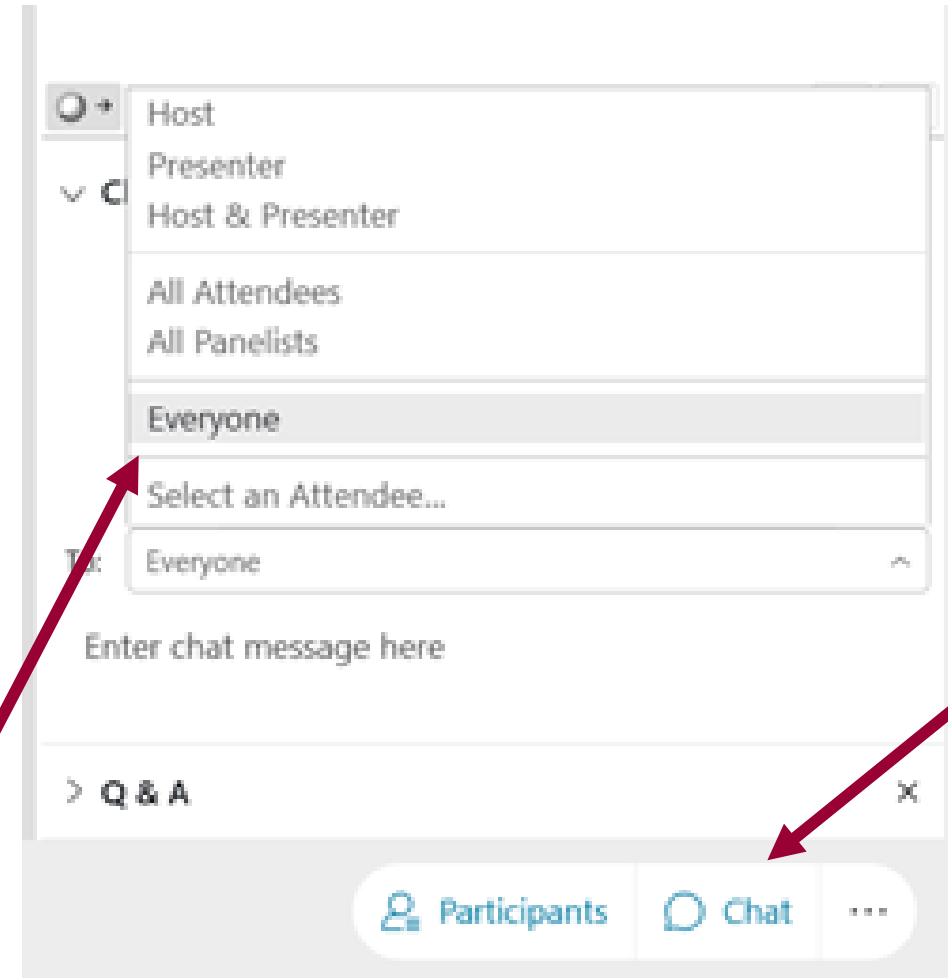 Host
Presenter
Host & Presenter
All Attendees
All Panelists
Everyone
Select an Attendee...
Everyone
Enter chat message here
Q & A
Participants
Chat